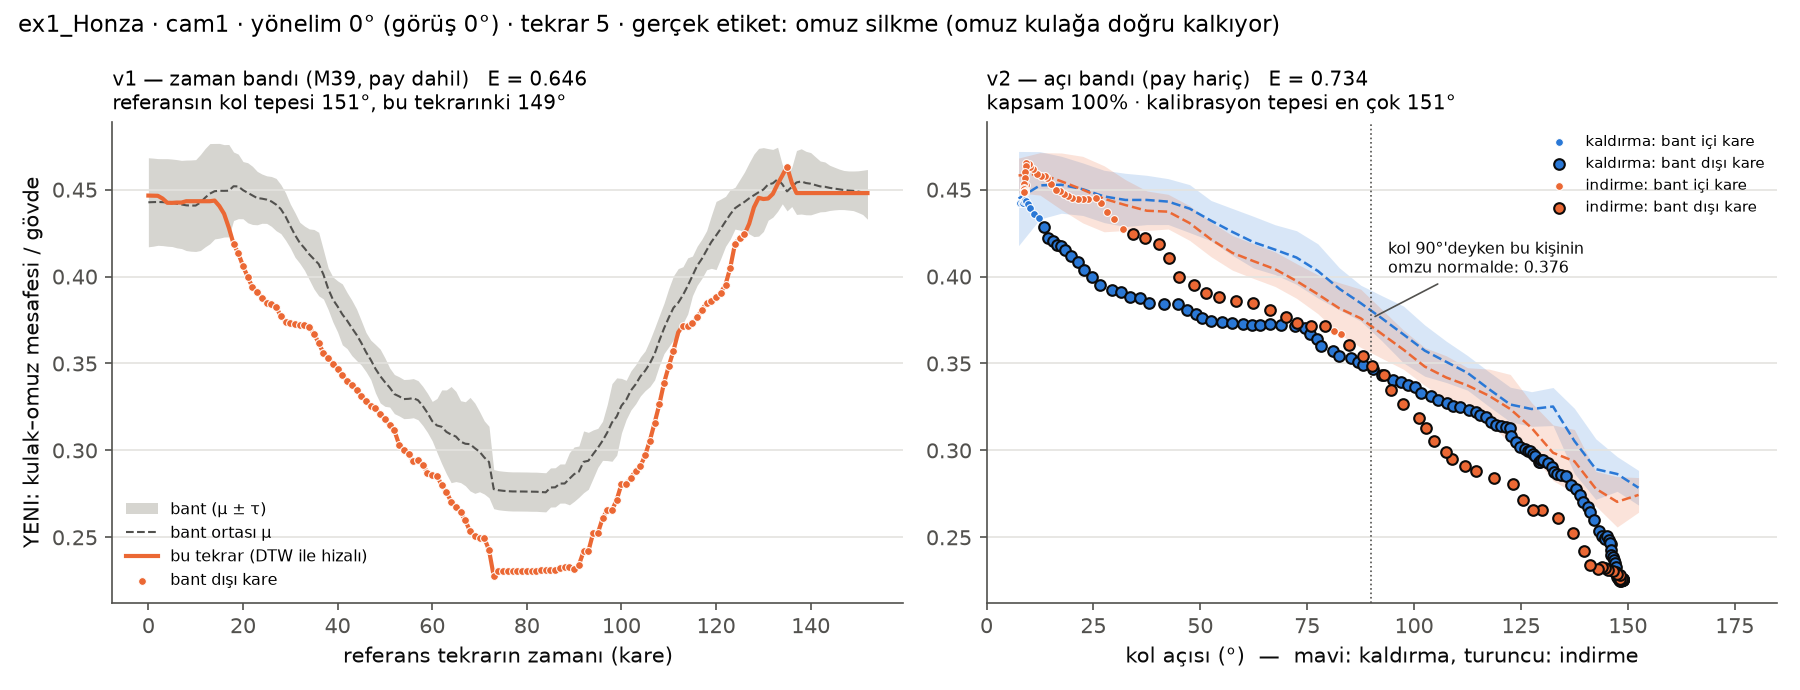 ex1_Honza · cam1 · yönelim 0° (görüş 0°) · tekrar 5 · gerçek etiket: omuz silkme (omuz kulağa doğru kalkıyor)
v1 — zaman bandı (M39, pay dahil)   E = 0.646
referansın kol tepesi 151°, bu tekrarınki 149°
YENİ: kulak–omuz mesafesi / gövde
0.45
0.40
0.35
0.30
0.25
bant (μ ± τ)
bant ortası μ
bu tekrar (DTW ile hizalı)
bant dışı kare
0 20 40 60 80 100 120 140
referans tekrarın zamanı (kare)
v2 — açı bandı (pay hariç)   E = 0.734
kapsam 100% · kalibrasyon tepesi en çok 151°
kaldırma: bant içi kare
kaldırma: bant dışı kare
indirme: bant içi kare
indirme: bant dışı kare
kol 90°'deyken bu kişinin
omzu normalde: 0.376
0.45
0.40
0.35
0.30
0.25
0 25 50 75 100 125 150 175
kol açısı (°)  —  mavi: kaldırma, turuncu: indirme